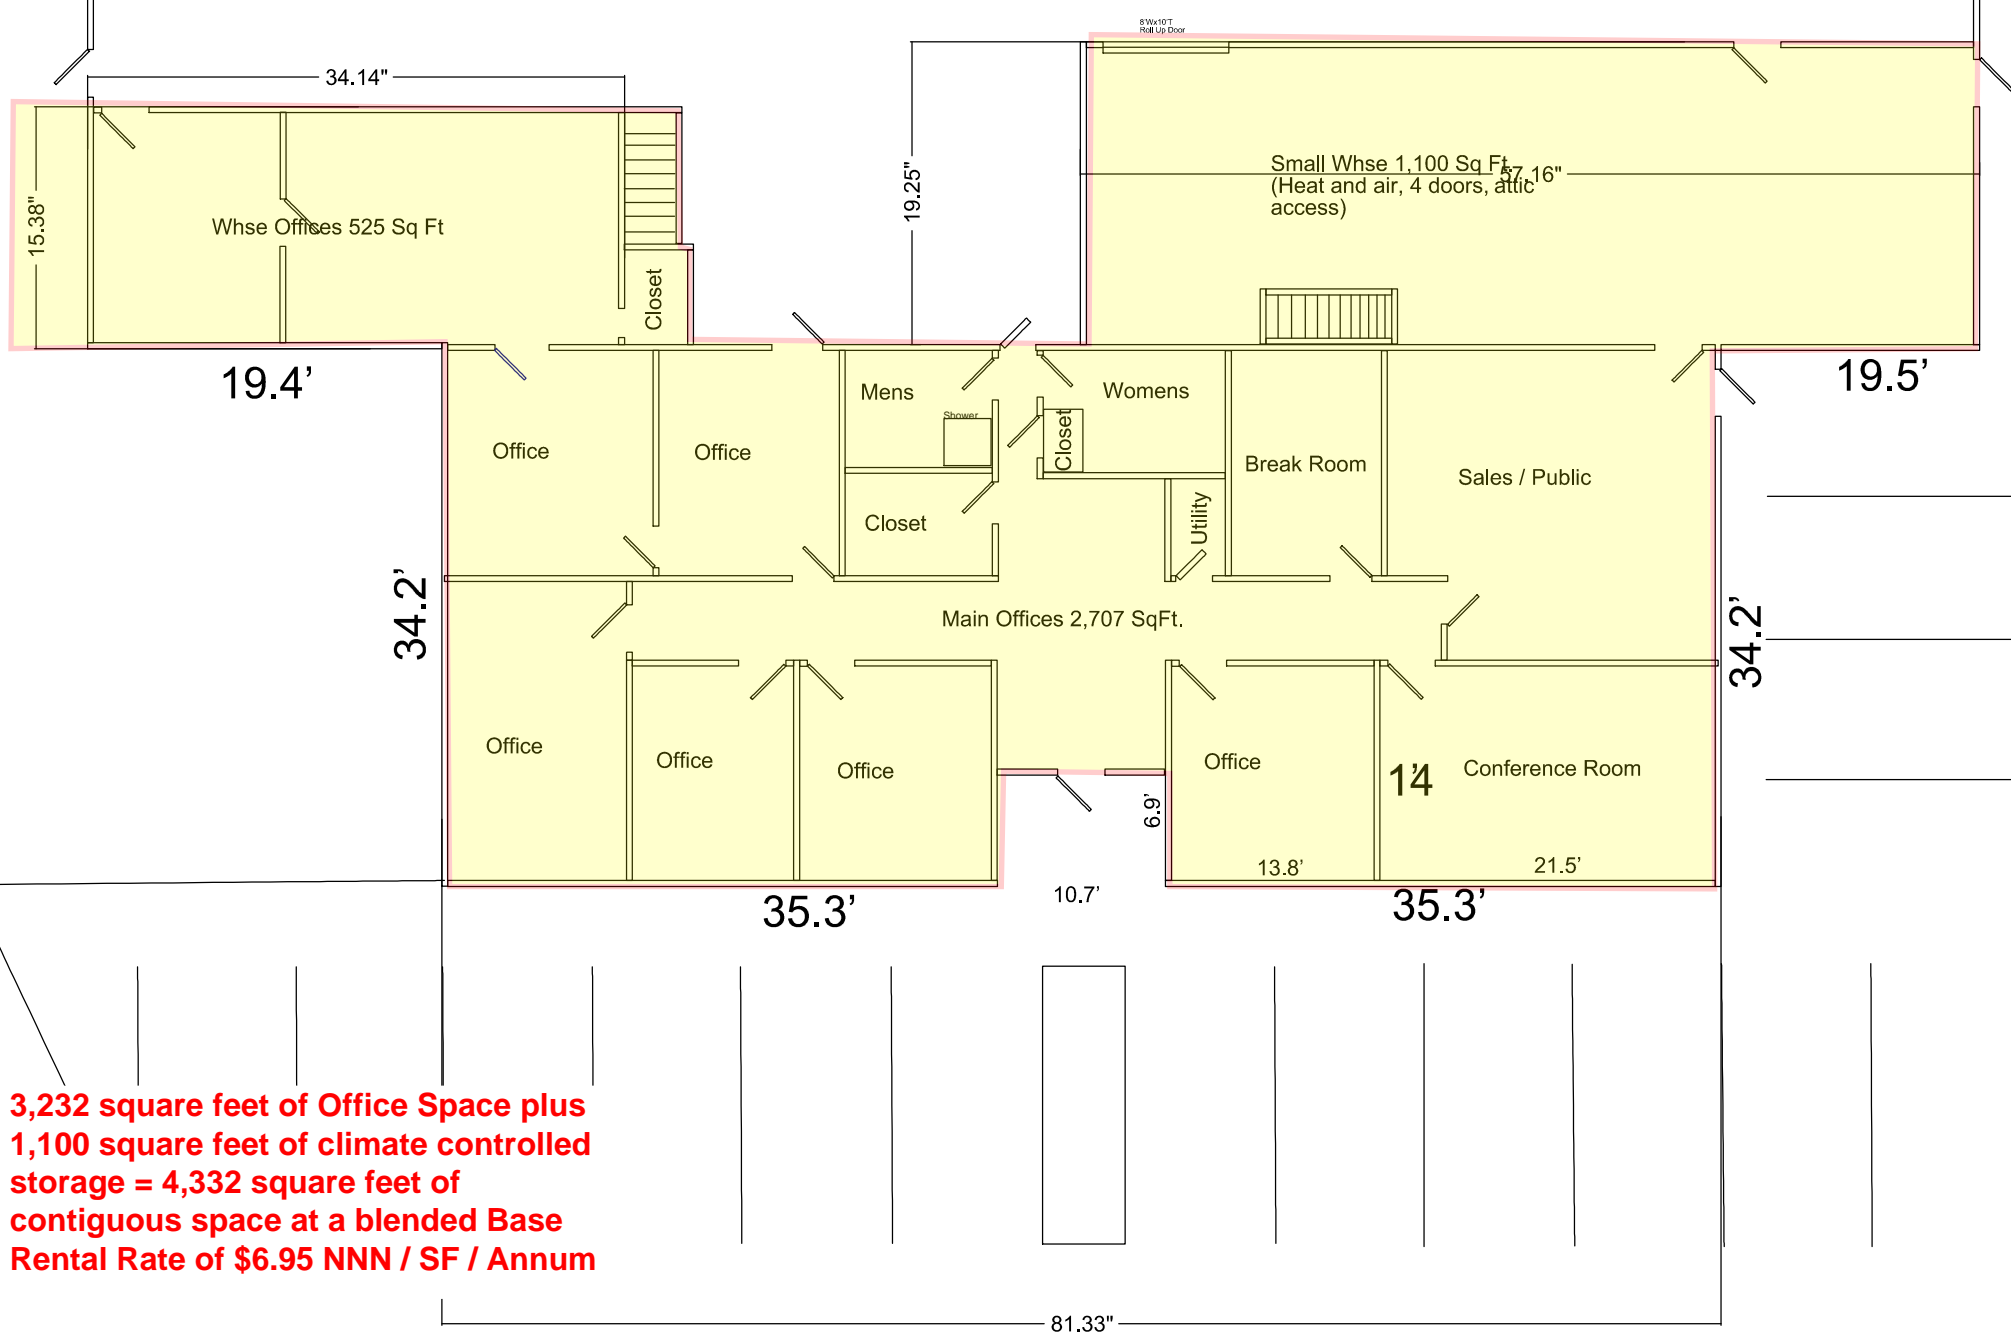 8'Wx10'T
Roll Up Door
34.14"
19.25"
15.38"
Small Whse 1,100 Sq Ft.
57.16"
(Heat and air, 4 doors, attic
access)
Whse Offices 525 Sq Ft
Closet
19.4’
19.5’
Mens
Shower
Womens
Closet
Office
Office
Break Room
Sales / Public
Closet
Utility
34.2’
34.2’
Main Offices 2,707 SqFt.
Office
Office
Office
Office
14’
Conference Room
6.9’
13.8’
21.5’
35.3’
10.7’
35.3’
3,232 square feet of Office Space plus
1,100 square feet of climate controlled
storage = 4,332 square feet of
contiguous space at a blended Base
Rental Rate of $6.95 NNN / SF / Annum
81.33"